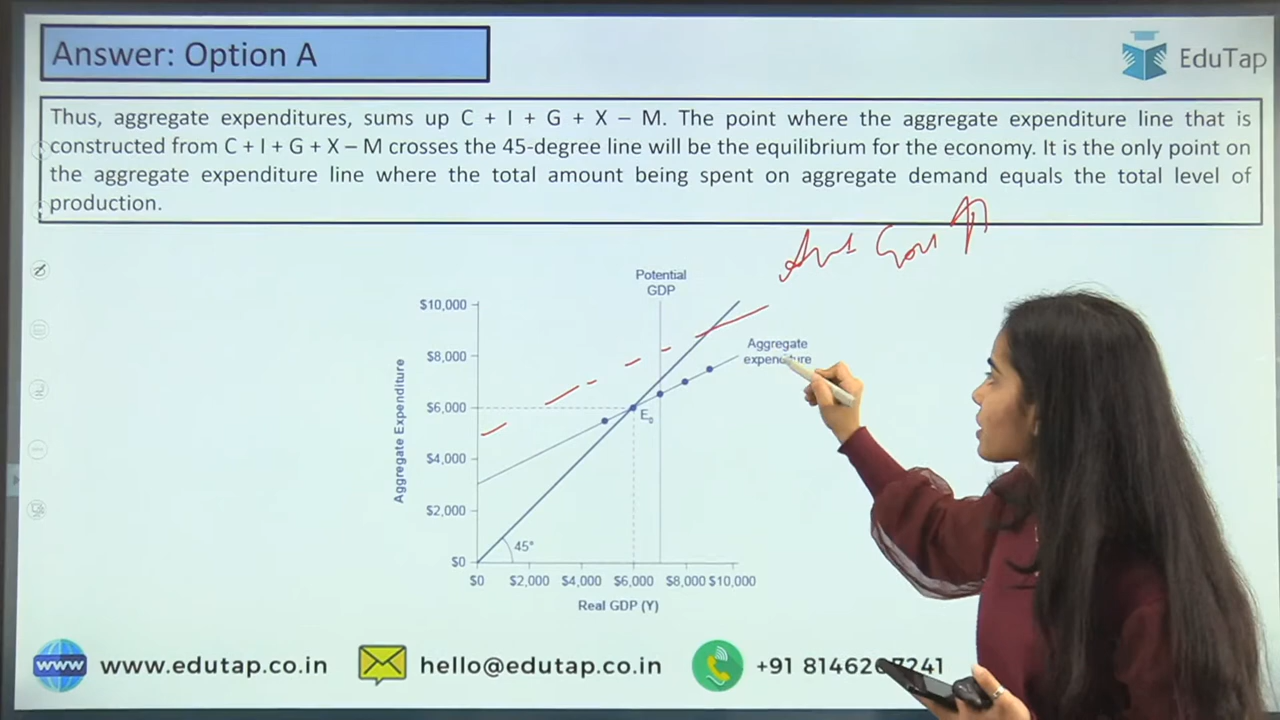 Answer: Option A
EduTap
Thus, aggregate expenditures, sums up C + I + G + X – M. The point where the aggregate expenditure line that is
constructed from C + I + G + X – M crosses the 45-degree line will be the equilibrium for the economy. It is the only point on
the aggregate expenditure line where the total amount being spent on aggregate demand equals the total level of
production.
Potential
GDP
$10,000
$8,000
$6,000
$4,000
$2,000
$0
Aggregate Expenditure
Aggregate
expenditure
E₀
45°
$0 $2,000 $4,000 $6,000 $8,000 $10,000
Real GDP (Y)
www www.edutap.co.in hello@edutap.co.in +91 81462 7241